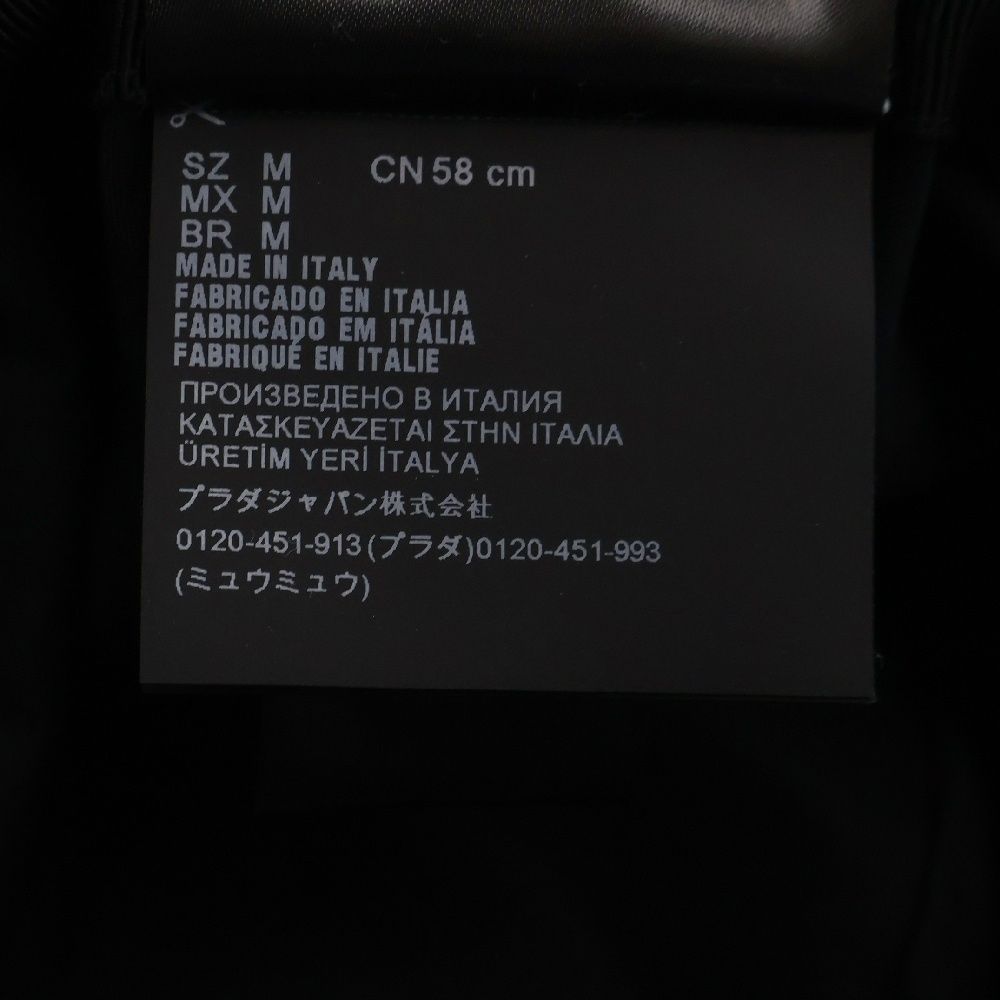 SZ M CN 58 cm
MX M
BR M
MADE IN ITALY
FABRICADO EN ITALIA
FABRICADO EM ITÁLIA
FABRIQUÉ EN ITALIE
ПРОИЗВЕДЕНО В ИТАЛИЯ
ΚΑΤΑΣΚΕΥΑΖΕΤΑΙ ΣΤΗΝ ΙΤΑΛΙΑ
ÜRETİM YERİ İTALYA
プラダジャパン株式会社
0120-451-913(プラダ)0120-451-993
(ミュウミュウ)